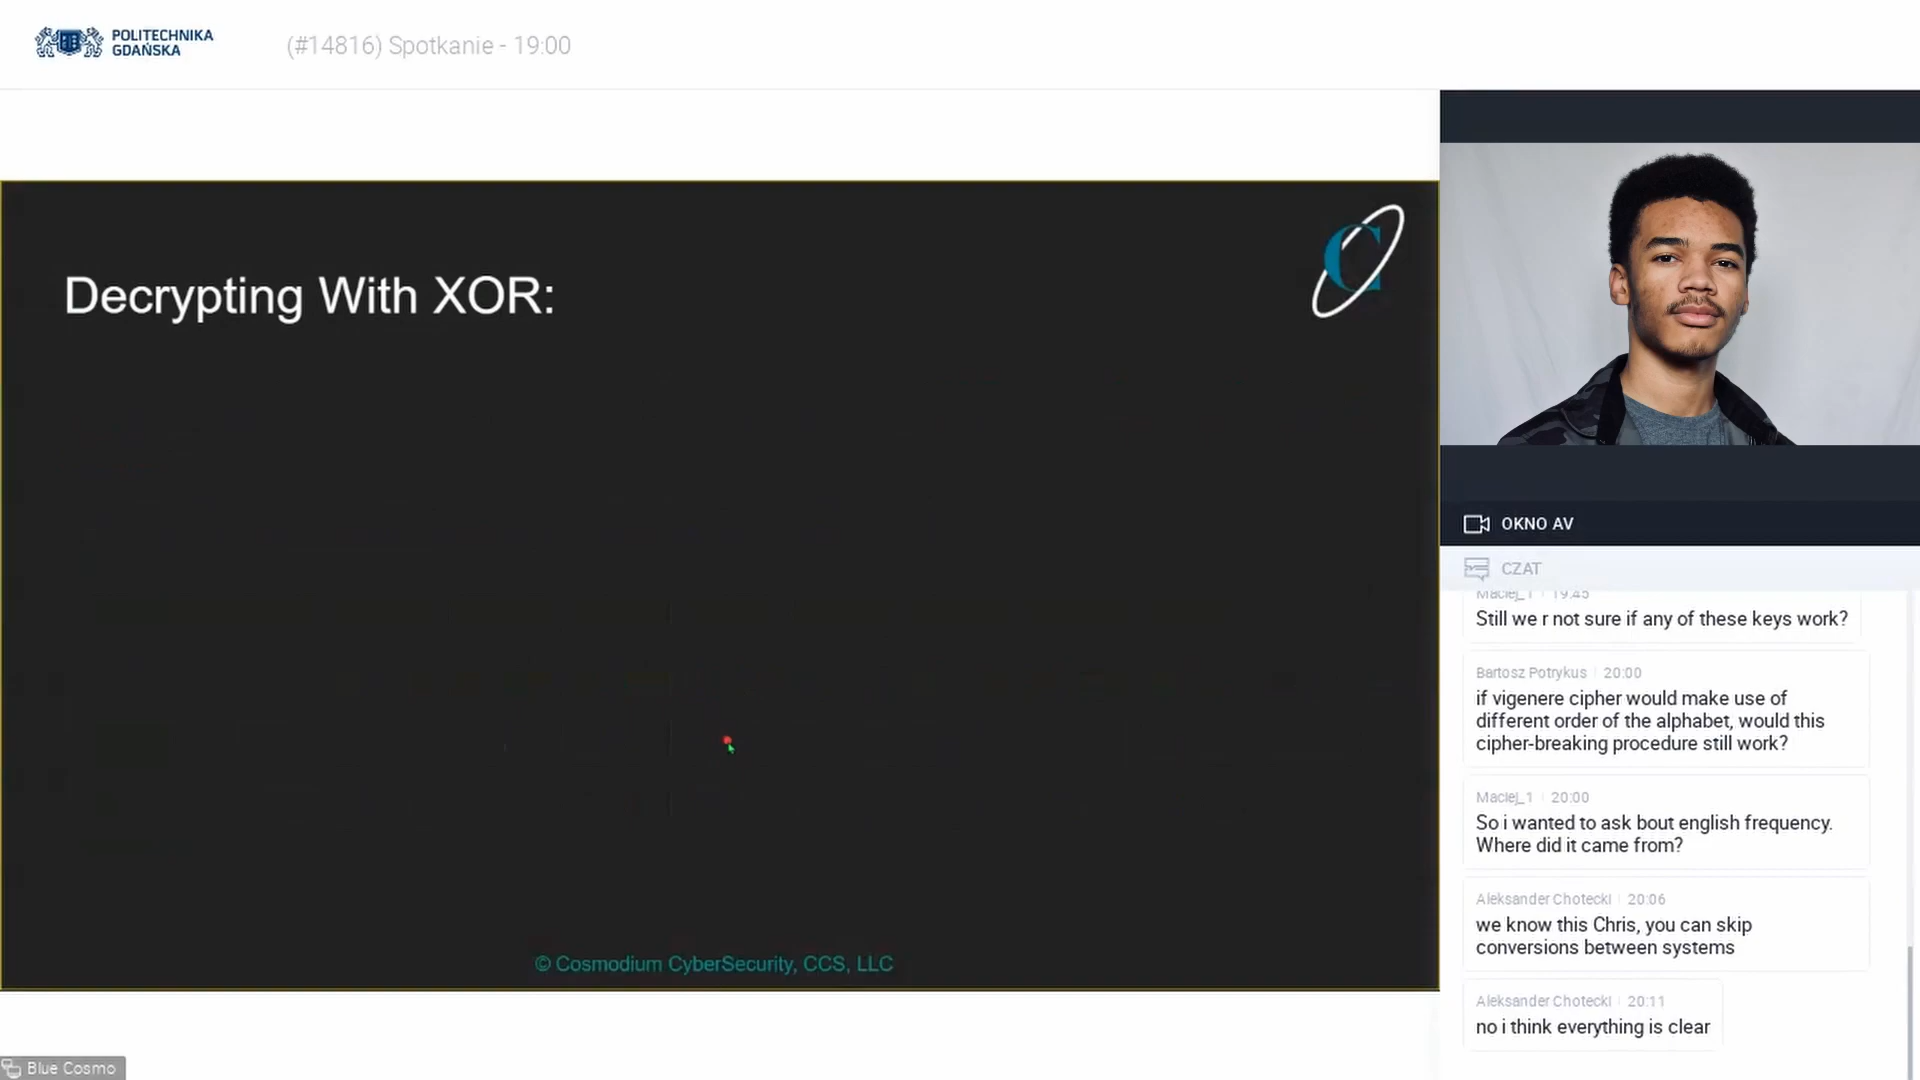 POLITECHNIKA
GDAŃSKA
(#14816) Spotkanie - 19:00
Decrypting With XOR:
C
© Cosmodium CyberSecurity, CCS, LLC
Blue Cosmo
OKNO AV
CZAT
Maciej_1 19:45
Still we r not sure if any of these keys work?
Bartosz Potrykus 20:00
if vigenere cipher would make use of
different order of the alphabet, would this
cipher-breaking procedure still work?
Maciej_1 20:00
So i wanted to ask bout english frequency.
Where did it came from?
Aleksander Chotecki 20:06
we know this Chris, you can skip
conversions between systems
Aleksander Chotecki 20:11
no i think everything is clear